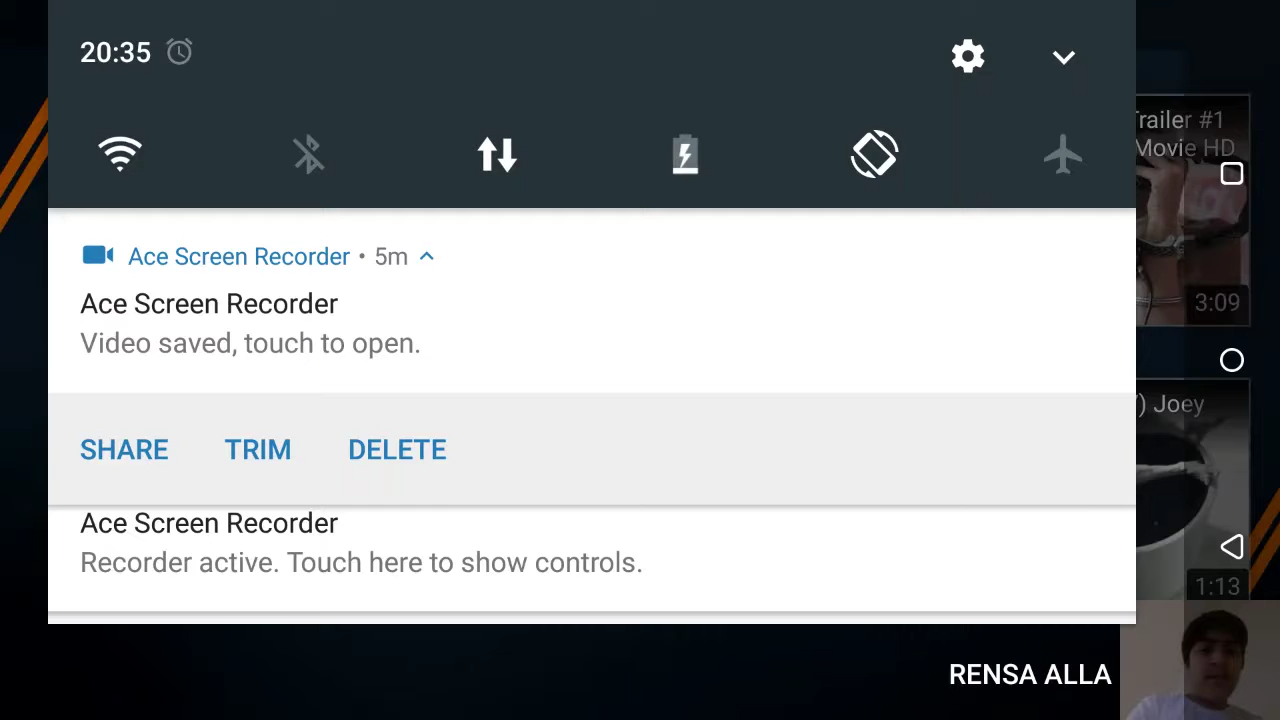 20:35
Trailer #1
Movie HD
3:09
Ace Screen Recorder • 5m
Ace Screen Recorder
Video saved, touch to open.
) Joey
SHARE TRIM DELETE
Ace Screen Recorder
Recorder active. Touch here to show controls.
1:13
RENSA ALLA